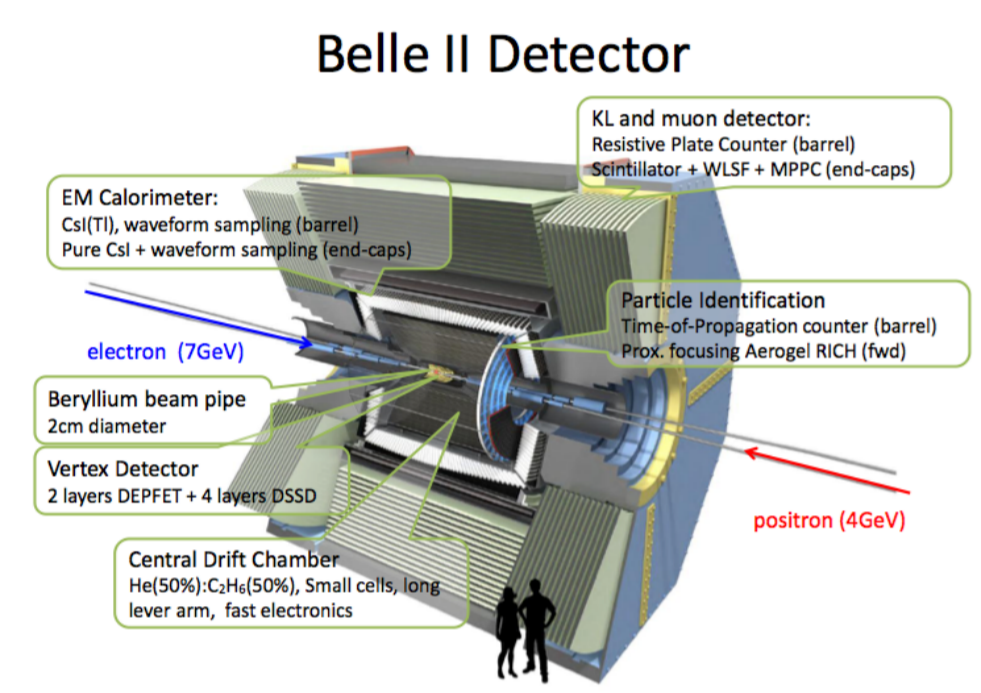 Belle II Detector
KL and muon detector:
Resistive Plate Counter (barrel)
Scintillator + WLSF + MPPC (end-caps)
EM Calorimeter:
CsI(Tl), waveform sampling (barrel)
Pure CsI + waveform sampling (end-caps)
Particle Identification
Time-of-Propagation counter (barrel)
Prox. focusing Aerogel RICH (fwd)
electron (7GeV)
Beryllium beam pipe
2cm diameter
Vertex Detector
2 layers DEPFET + 4 layers DSSD
positron (4GeV)
Central Drift Chamber
He(50%):C₂H₆(50%), Small cells, long
lever arm, fast electronics